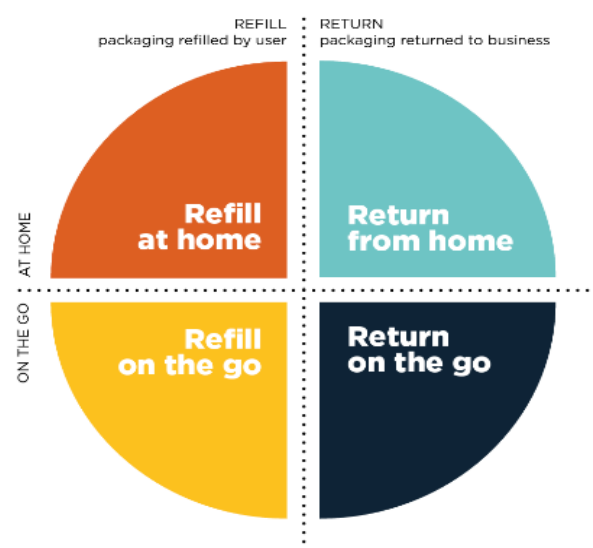 REFILL
packaging refilled by user
RETURN
packaging returned to business
AT HOME
Refill
at home
Return
from home
ON THE GO
Refill
on the go
Return
on the go